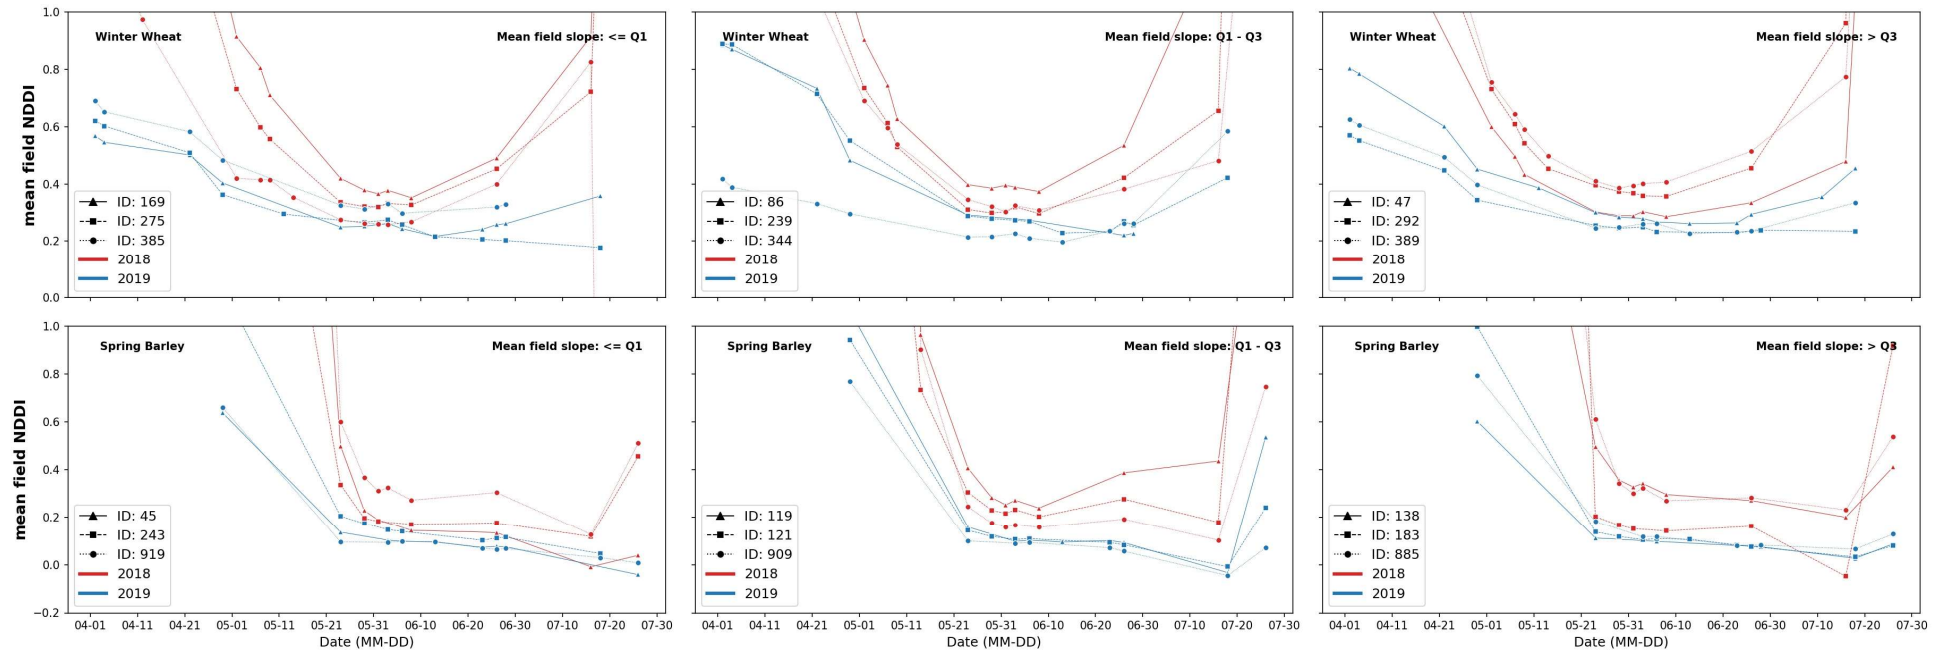 Winter Wheat
Mean field slope: <= Q1
mean field NDDI
1.0
0.8
0.6
0.4
0.2
0.0
ID: 169
ID: 275
ID: 385
2018
2019
Winter Wheat
Mean field slope: Q1 - Q3
ID: 86
ID: 239
ID: 344
2018
2019
Winter Wheat
Mean field slope: > Q3
ID: 47
ID: 292
ID: 389
2018
2019
Spring Barley
Mean field slope: <= Q1
mean field NDDI
1.0
0.8
0.6
0.4
0.2
0.0
−0.2
ID: 45
ID: 243
ID: 919
2018
2019
04-01 04-11 04-21 05-01 05-11 05-21 05-31 06-10 06-20 06-30 07-10 07-20 07-30
Date (MM-DD)
Spring Barley
Mean field slope: Q1 - Q3
ID: 119
ID: 121
ID: 909
2018
2019
04-01 04-11 04-21 05-01 05-11 05-21 05-31 06-10 06-20 06-30 07-10 07-20 07-30
Date (MM-DD)
Spring Barley
Mean field slope: > Q3
ID: 138
ID: 183
ID: 885
2018
2019
04-01 04-11 04-21 05-01 05-11 05-21 05-31 06-10 06-20 06-30 07-10 07-20 07-30
Date (MM-DD)